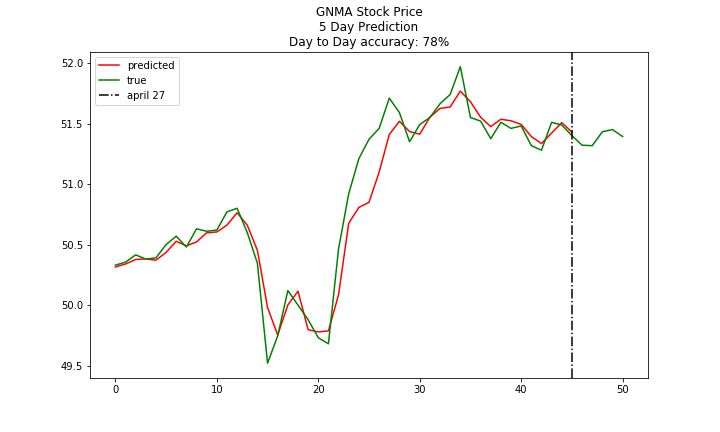 GNMA Stock Price
5 Day Prediction
Day to Day accuracy: 78%
predicted
true
april 27
52.0
51.5
51.0
50.5
50.0
49.5
0
10
20
30
40
50